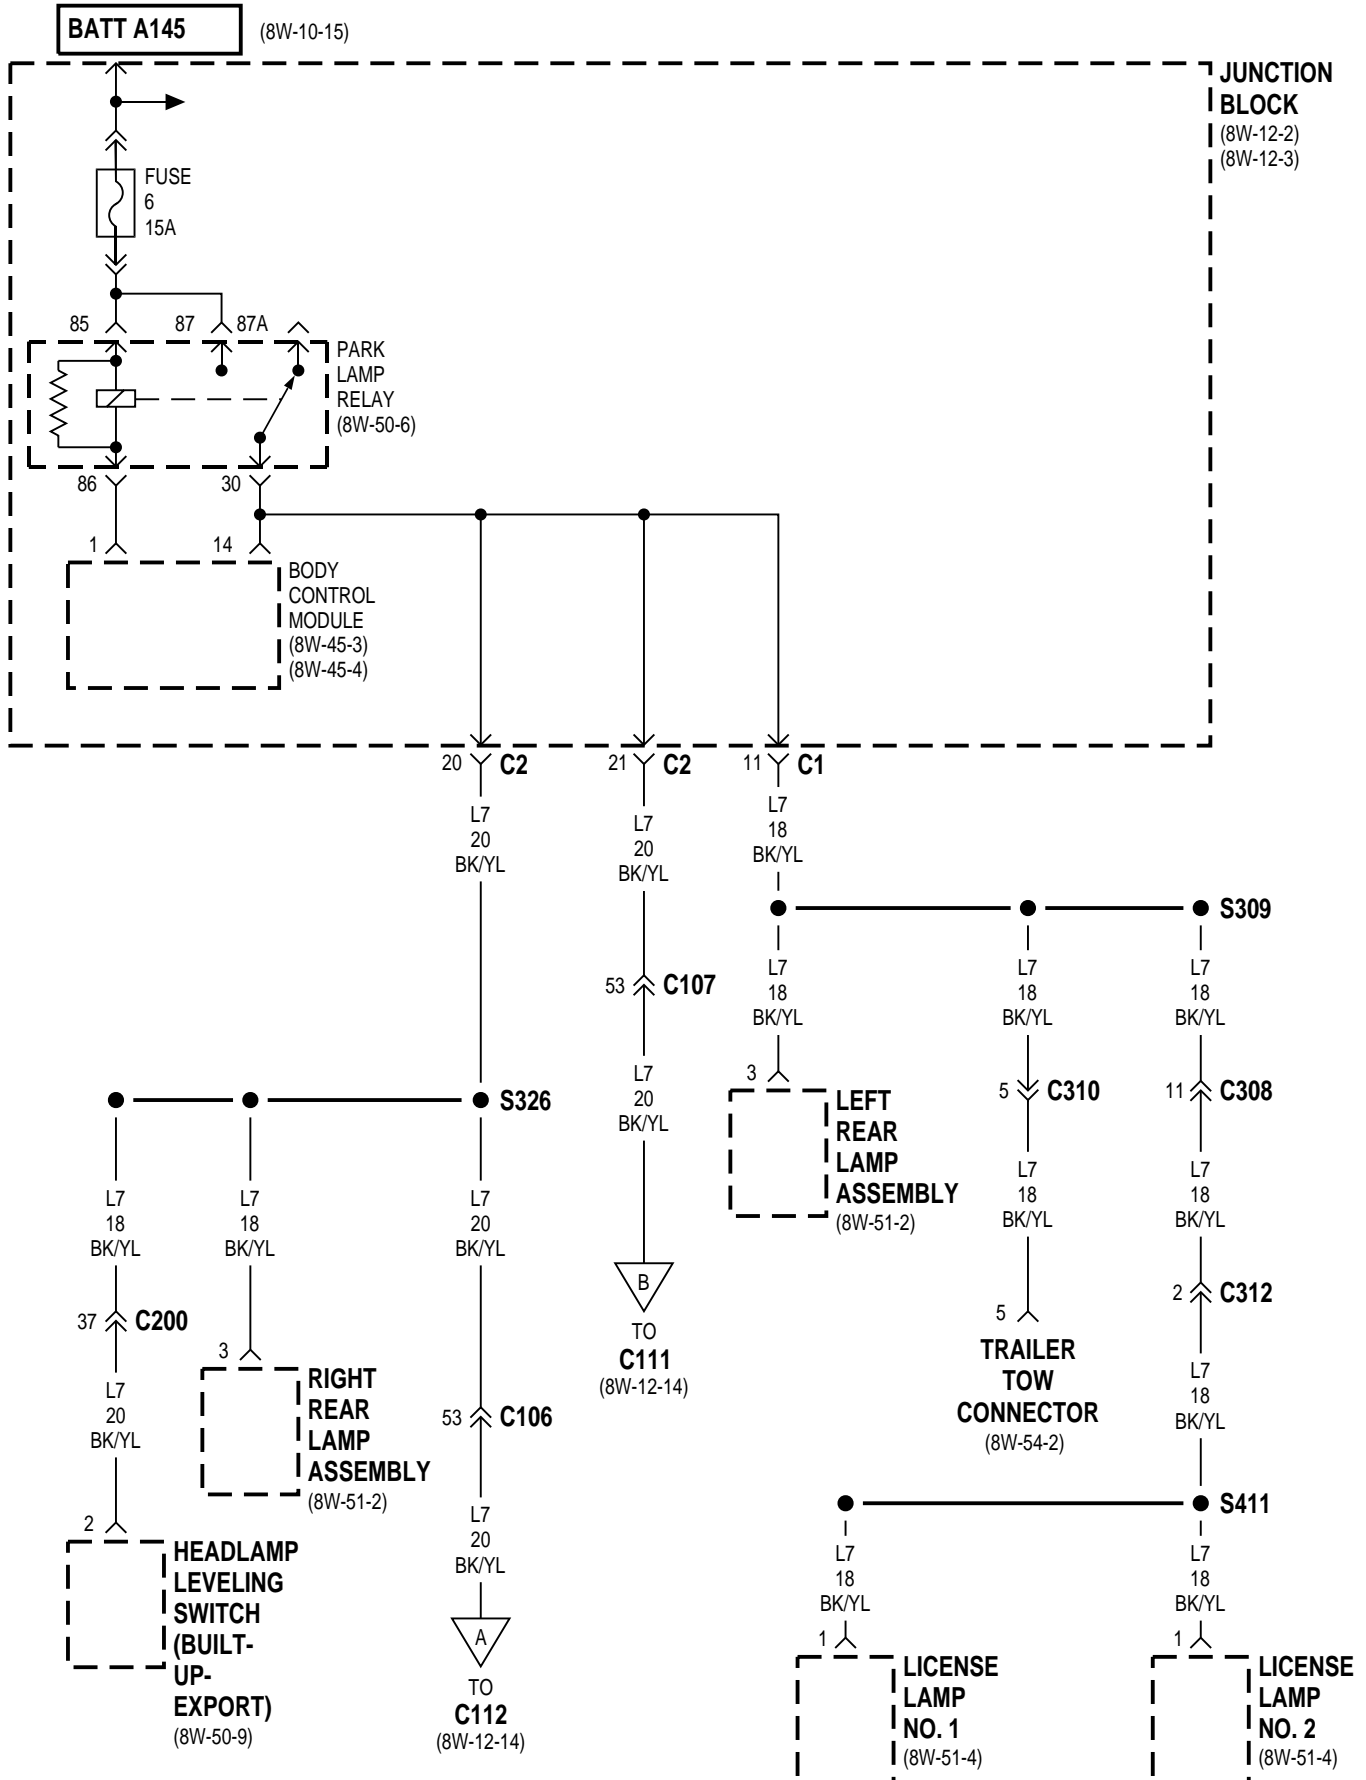 BATT A145
(8W-10-15)
JUNCTION
BLOCK
(8W-12-2)
(8W-12-3)
FUSE
6
15A
85
87
87A
PARK
LAMP
RELAY
(8W-50-6)
86
30
1
14
BODY
CONTROL
MODULE
(8W-45-3)
(8W-45-4)
20
C2
21
C2
11
C1
L7
20
BK/YL
L7
20
BK/YL
L7
18
BK/YL
S309
53
C107
L7
18
BK/YL
L7
18
BK/YL
L7
18
BK/YL
S326
L7
20
BK/YL
3
LEFT
REAR
LAMP
ASSEMBLY
(8W-51-2)
5
C310
11
C308
L7
18
BK/YL
L7
18
BK/YL
L7
20
BK/YL
L7
18
BK/YL
L7
18
BK/YL
B
TO
C111
(8W-12-14)
37
C200
3
RIGHT
REAR
LAMP
ASSEMBLY
(8W-51-2)
53
C106
5
TRAILER
TOW
CONNECTOR
(8W-54-2)
2
C312
L7
18
BK/YL
L7
20
BK/YL
S411
2
HEADLAMP
LEVELING
SWITCH
(BUILT-
UP-
EXPORT)
(8W-50-9)
L7
20
BK/YL
A
TO
C112
(8W-12-14)
L7
18
BK/YL
L7
18
BK/YL
1
LICENSE
LAMP
NO. 1
(8W-51-4)
1
LICENSE
LAMP
NO. 2
(8W-51-4)